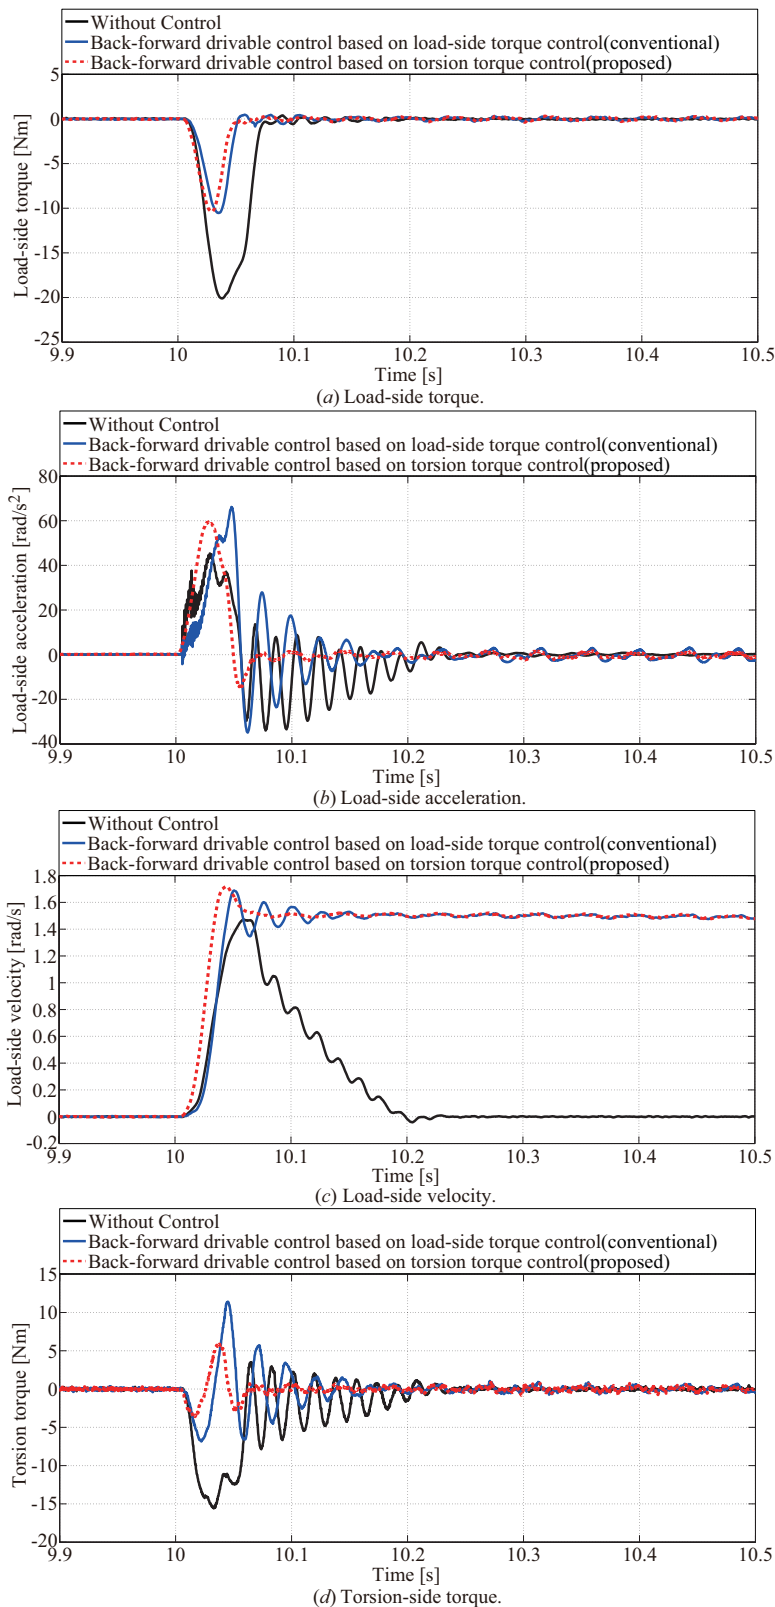 Without Control
Back-forward drivable control based on load-side torque control(conventional)
Back-forward drivable control based on torsion torque control(proposed)
Load-side torque [Nm]
5
0
-5
-10
-15
-20
-25
9.9 10 10.1 10.2 10.3 10.4 10.5
Time [s]
(a) Load-side torque.
Without Control
Back-forward drivable control based on load-side torque control(conventional)
Back-forward drivable control based on torsion torque control(proposed)
Load-side acceleration [rad/s²]
80
60
40
20
0
-20
-40
9.9 10 10.1 10.2 10.3 10.4 10.5
Time [s]
(b) Load-side acceleration.
Without Control
Back-forward drivable control based on load-side torque control(conventional)
Back-forward drivable control based on torsion torque control(proposed)
Load-side velocity [rad/s]
1.8
1.6
1.4
1.2
1
0.8
0.6
0.4
0.2
0
-0.2
9.9 10 10.1 10.2 10.3 10.4 10.5
Time [s]
(c) Load-side velocity.
Without Control
Back-forward drivable control based on load-side torque control(conventional)
Back-forward drivable control based on torsion torque control(proposed)
Torsion torque [Nm]
15
10
5
0
-5
-10
-15
-20
9.9 10 10.1 10.2 10.3 10.4 10.5
Time [s]
(d) Torsion-side torque.